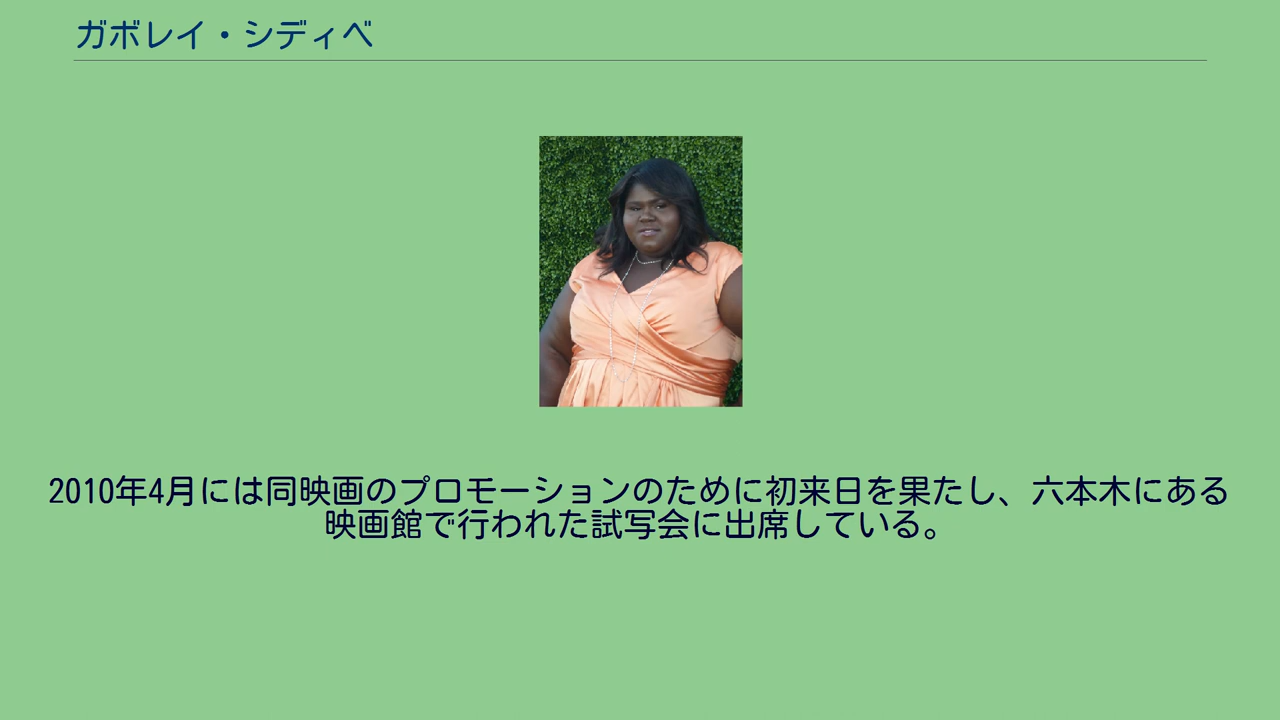 ガボレイ・シディベ
2010年4月には同映画のプロモーションのために初来日を果たし、六本木にある
映画館で行われた試写会に出席している。